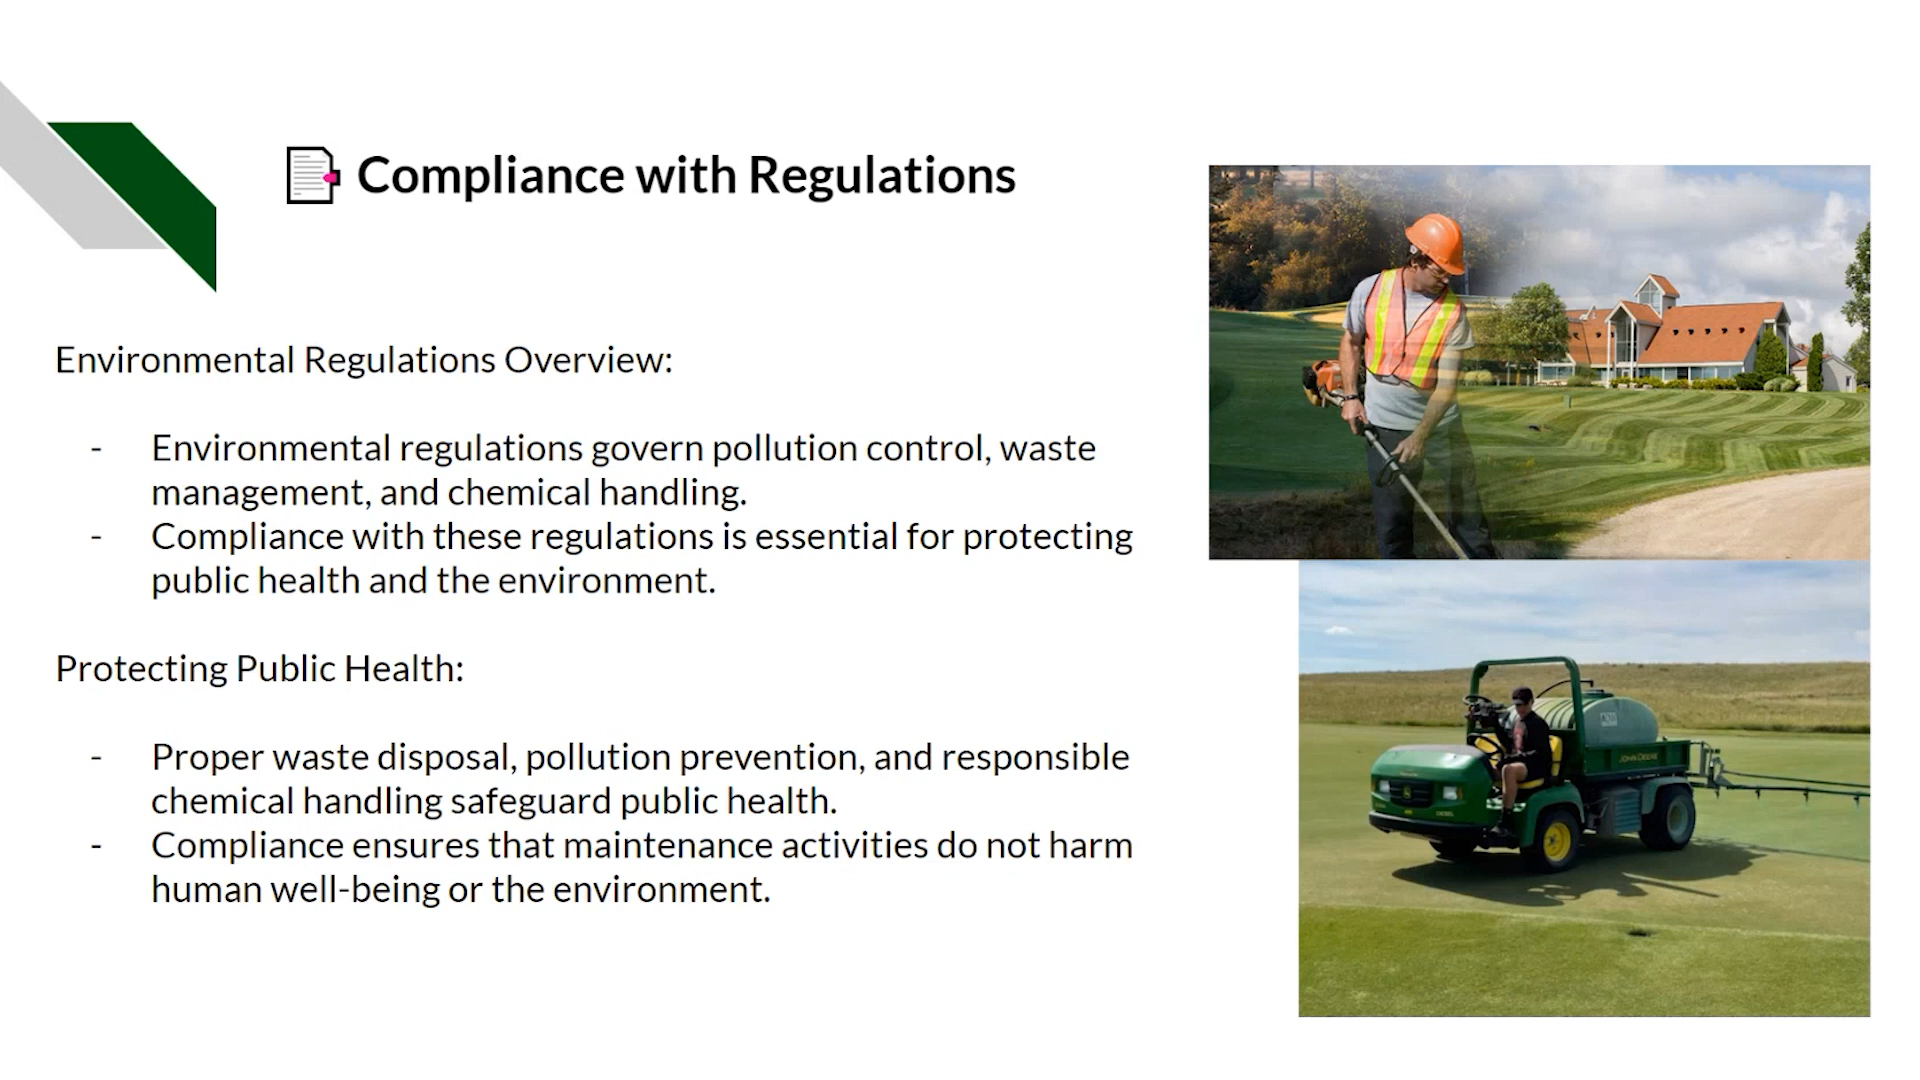 Compliance with Regulations
Environmental Regulations Overview:
- Environmental regulations govern pollution control, waste
management, and chemical handling.
- Compliance with these regulations is essential for protecting
public health and the environment.
Protecting Public Health:
- Proper waste disposal, pollution prevention, and responsible
chemical handling safeguard public health.
- Compliance ensures that maintenance activities do not harm
human well-being or the environment.
JOHN DEERE